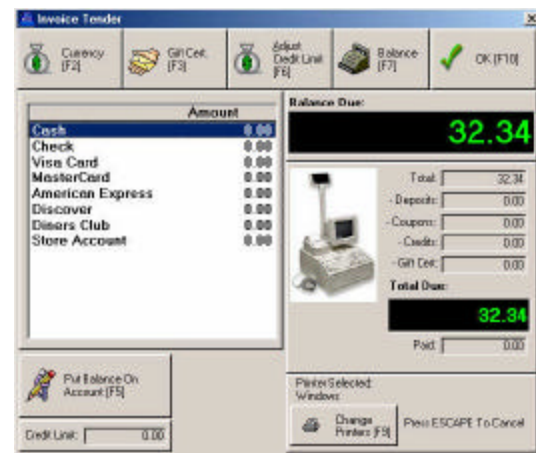 Invoice Tender
Currency [F2]
Gift Cert. [F3]
Adjust Credit Limit [F6]
Balance [F7]
OK [F10]
Amount
Cash 0.00
Check 0.00
Visa Card 0.00
MasterCard 0.00
American Express 0.00
Discover 0.00
Diners Club 0.00
Store Account 0.00
Balance Due:
32.34
Total: 32.34
- Deposits: 0.00
- Coupons: 0.00
- Credits: 0.00
- Gift Cert: 0.00
Total Due:
32.34
Paid: 0.00
Put Balance On Account [F5]
Credit Limit: 0.00
Printer Selected:
Windows
Change Printers [F9]
Press ESCAPE To Cancel